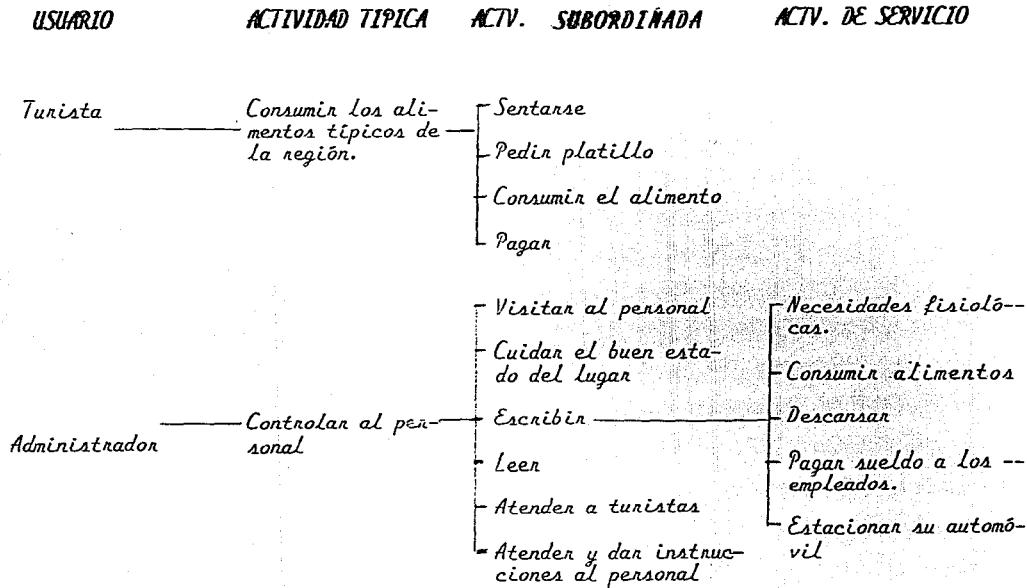 USUARIO ACTIVIDAD TIPICA ACTV. SUBORDIÑADA ACTV. DE SERVICIO
Turista
Consumir los ali-
mentos típicos de
la región.
Sentarse
Pedir platillo
Consumir el alimento
Pagar
Administrador
Controlar al per-
sonal
Visitar al personal
Cuidar el buen esta-
do del lugar
Escribir
Leer
Atender a turistas
Atender y dar instruc-
ciones al personal
Necesidades fisioló--
cas.
Consumir alimentos
Descansar
Pagar sueldo a los --
empleados.
Estacionar su automó-
vil